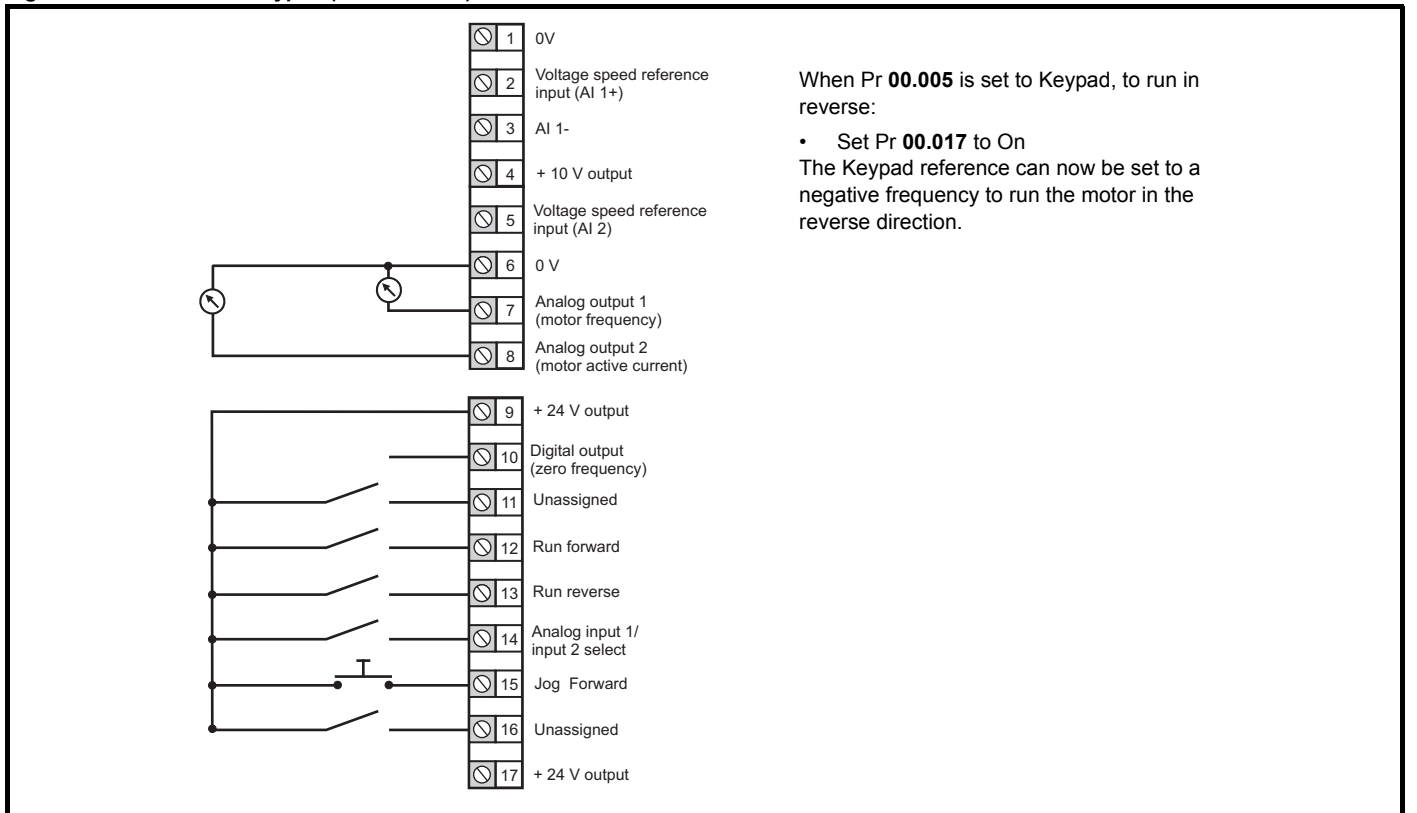 1 0V
2 Voltage speed reference
input (AI 1+)
3 AI 1-
4 + 10 V output
5 Voltage speed reference
input (AI 2)
6 0 V
7 Analog output 1
(motor frequency)
8 Analog output 2
(motor active current)
9 + 24 V output
10 Digital output
(zero frequency)
11 Unassigned
12 Run forward
13 Run reverse
14 Analog input 1/
input 2 select
15 Jog Forward
16 Unassigned
17 + 24 V output
When Pr 00.005 is set to Keypad, to run in
reverse:
• Set Pr 00.017 to On
The Keypad reference can now be set to a
negative frequency to run the motor in the
reverse direction.